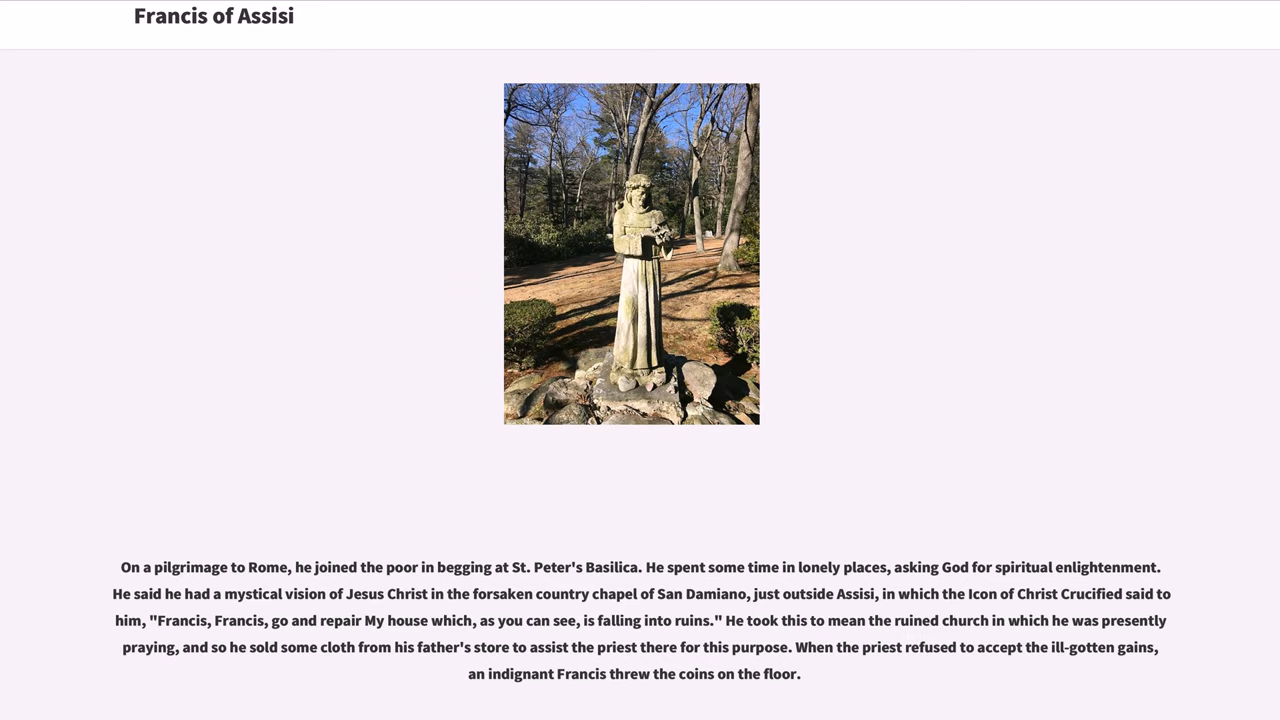 Francis of Assisi
On a pilgrimage to Rome, he joined the poor in begging at St. Peter's Basilica. He spent some time in lonely places, asking God for spiritual enlightenment.
He said he had a mystical vision of Jesus Christ in the forsaken country chapel of San Damiano, just outside Assisi, in which the Icon of Christ Crucified said to
him, "Francis, Francis, go and repair My house which, as you can see, is falling into ruins." He took this to mean the ruined church in which he was presently
praying, and so he sold some cloth from his father's store to assist the priest there for this purpose. When the priest refused to accept the ill-gotten gains,
an indignant Francis threw the coins on the floor.